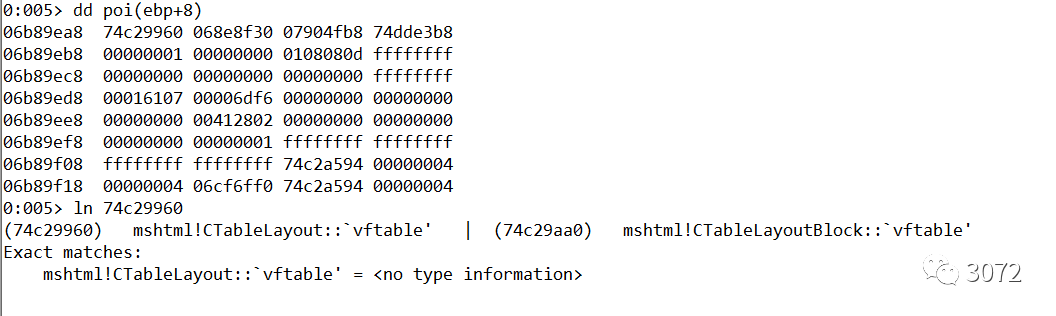 0:005> dd poi(ebp+8)
06b89ea8  74c29960 068e8f30 07904fb8 74dde3b8
06b89eb8  00000001 00000000 0108080d ffffffff
06b89ec8  00000000 00000000 00000000 ffffffff
06b89ed8  00016107 00006df6 00000000 00000000
06b89ee8  00000000 00412802 00000000 00000000
06b89ef8  00000000 00000001 ffffffff ffffffff
06b89f08  ffffffff ffffffff 74c2a594 00000004
06b89f18  00000004 06cf6ff0 74c2a594 00000004
0:005> ln 74c29960
(74c29960)   mshtml!CTableLayout::`vftable'   |  (74c29aa0)   mshtml!CTableLayoutBlock::`vftable'
Exact matches:
    mshtml!CTableLayout::`vftable' = <no type information>
3072